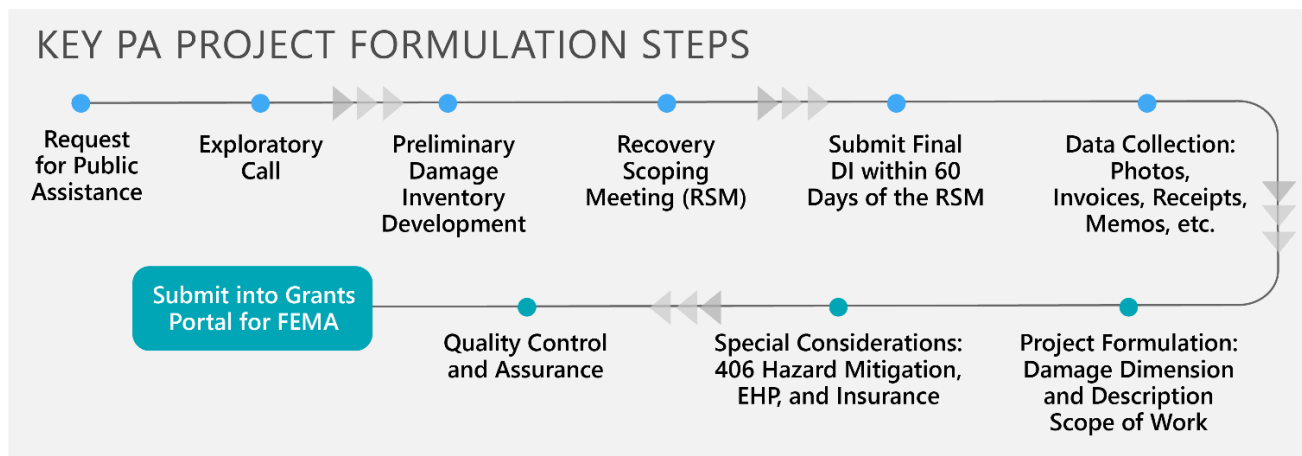 KEY PA PROJECT FORMULATION STEPS
Request
for Public
Assistance
Exploratory
Call
Preliminary
Damage
Inventory
Development
Recovery
Scoping
Meeting (RSM)
Submit Final
DI within 60
Days of the RSM
Data Collection:
Photos,
Invoices, Receipts,
Memos, etc.
Project Formulation:
Damage Dimension
and Description
Scope of Work
Special Considerations:
406 Hazard Mitigation,
EHP, and Insurance
Quality Control
and Assurance
Submit into Grants
Portal for FEMA